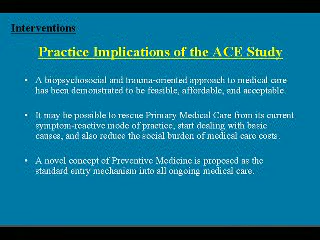 Interventions
Practice Implications of the ACE Study
• A biopsychosocial and trauma-oriented approach to medical care
has been demonstrated to be feasible, affordable, and acceptable.
• It may be possible to rescue Primary Medical Care from its current
symptom-reactive mode of practice, start dealing with basic
causes, and also reduce the social burden of medical care costs.
• A novel concept of Preventive Medicine is proposed as the
standard entry mechanism into all ongoing medical care.